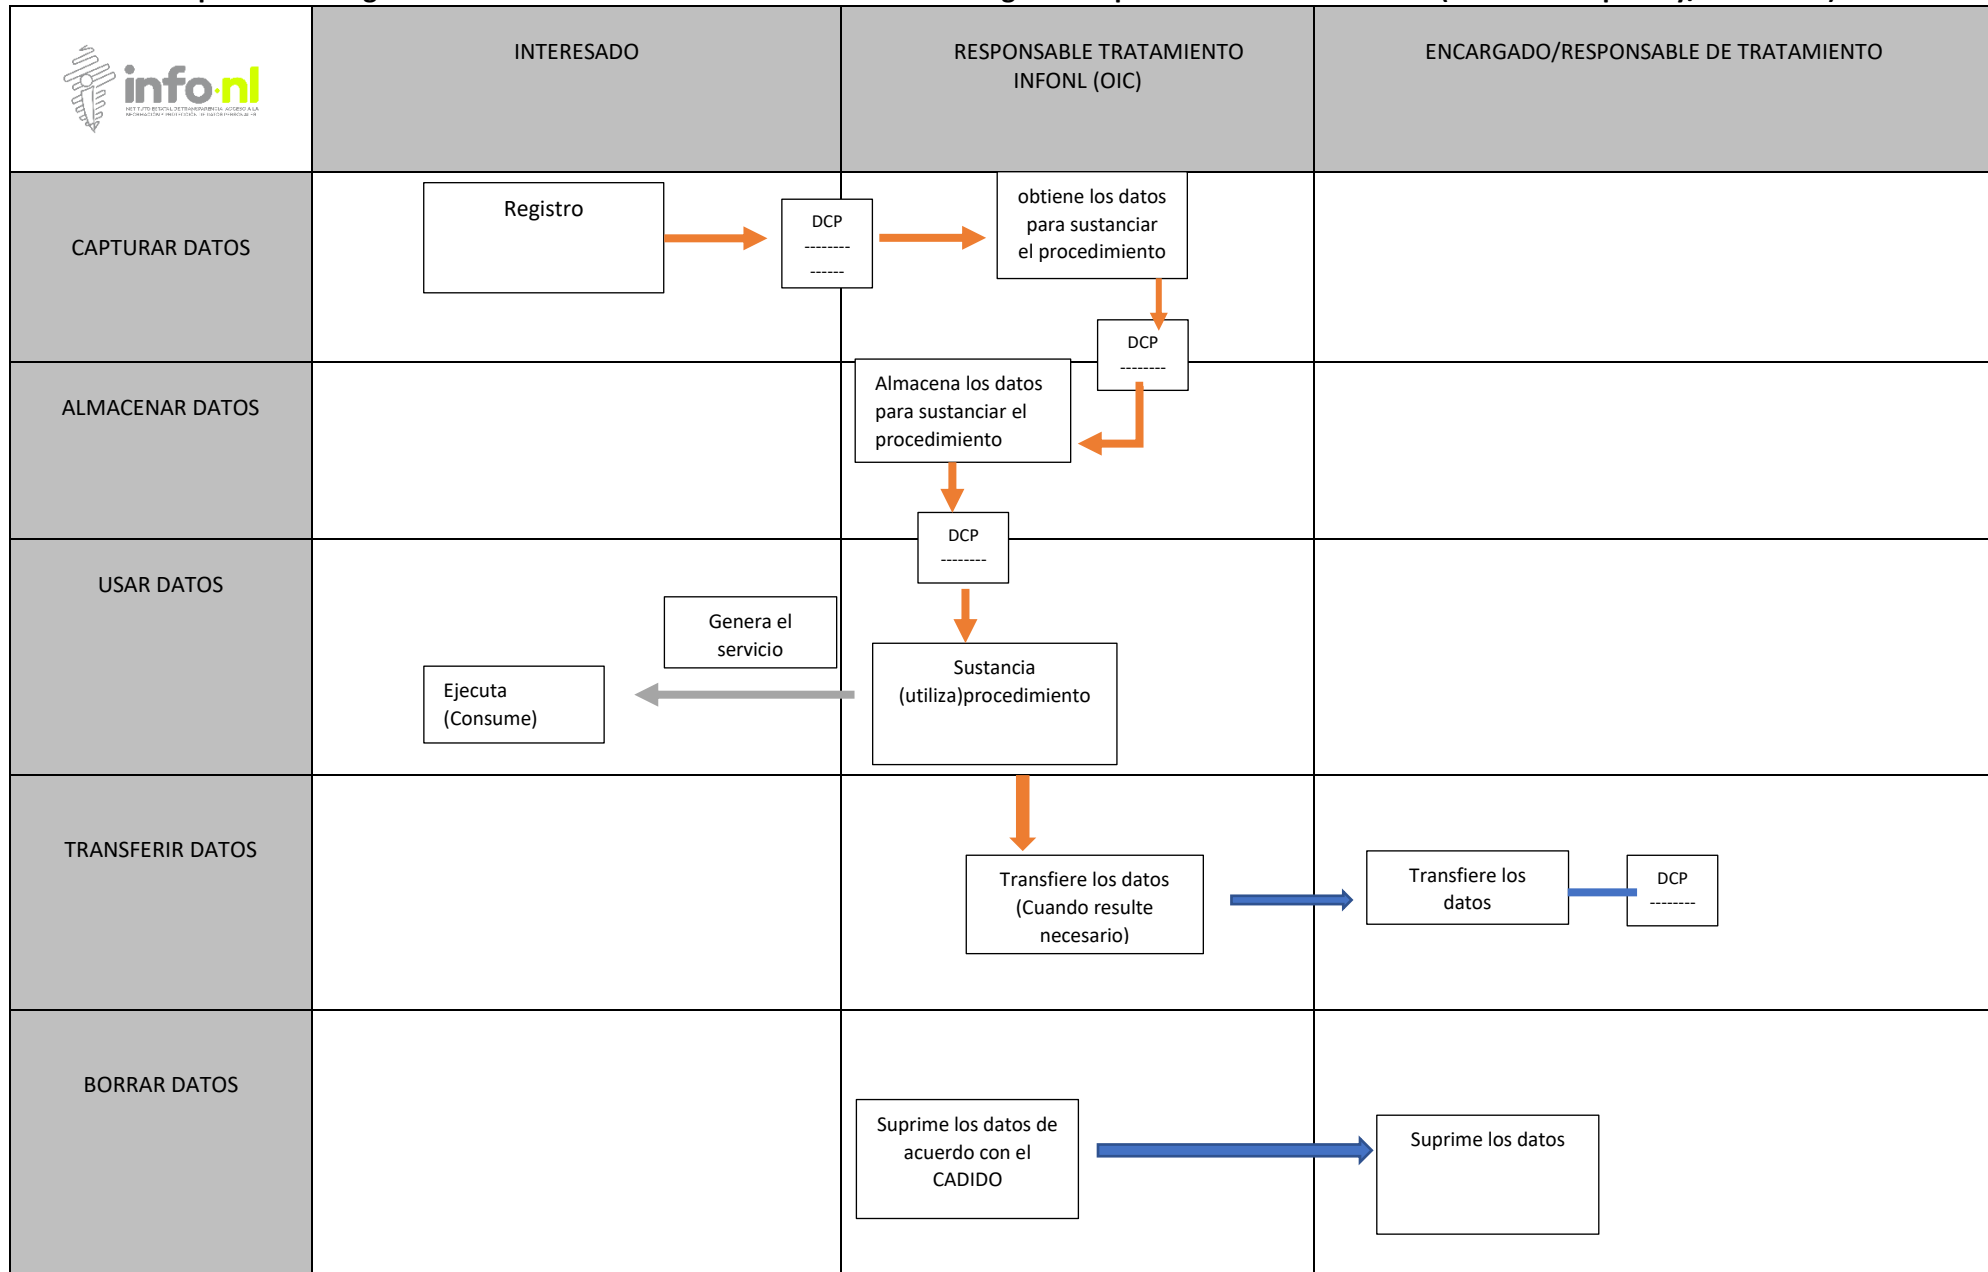 INTERESADO
RESPONSABLE TRATAMIENTO
INFONL (OIC)
ENCARGADO/RESPONSABLE DE TRATAMIENTO
info.nl
CAPTURAR DATOS
Registro
DCP
--------
------
obtiene los datos
para sustanciar
el procedimiento
DCP
--------
ALMACENAR DATOS
Almacena los datos
para sustanciar el
procedimiento
DCP
--------
USAR DATOS
Genera el
servicio
Ejecuta
(Consume)
Sustancia
(utiliza)procedimiento
TRANSFERIR DATOS
Transfiere los datos
(Cuando resulte
necesario)
Transfiere los
datos
DCP
--------
BORRAR DATOS
Suprime los datos de
acuerdo con el
CADIDO
Suprime los datos